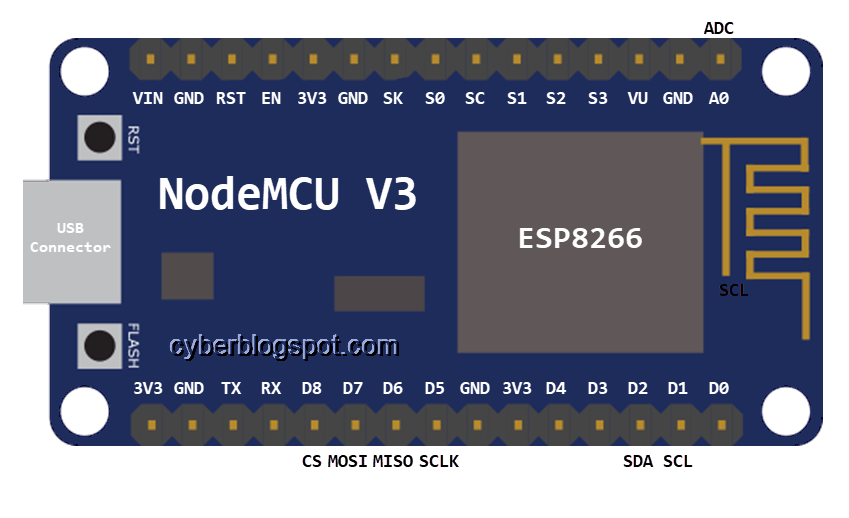 ADC
VIN GND RST EN 3V3 GND SK S0 SC S1 S2 S3 VU GND A0
RST
NodeMCU V3
USB
Connector
ESP8266
SCL
FLASH
cyberblogspot.com
3V3 GND TX RX D8 D7 D6 D5 GND 3V3 D4 D3 D2 D1 D0
CS MOSI MISO SCLK SDA SCL